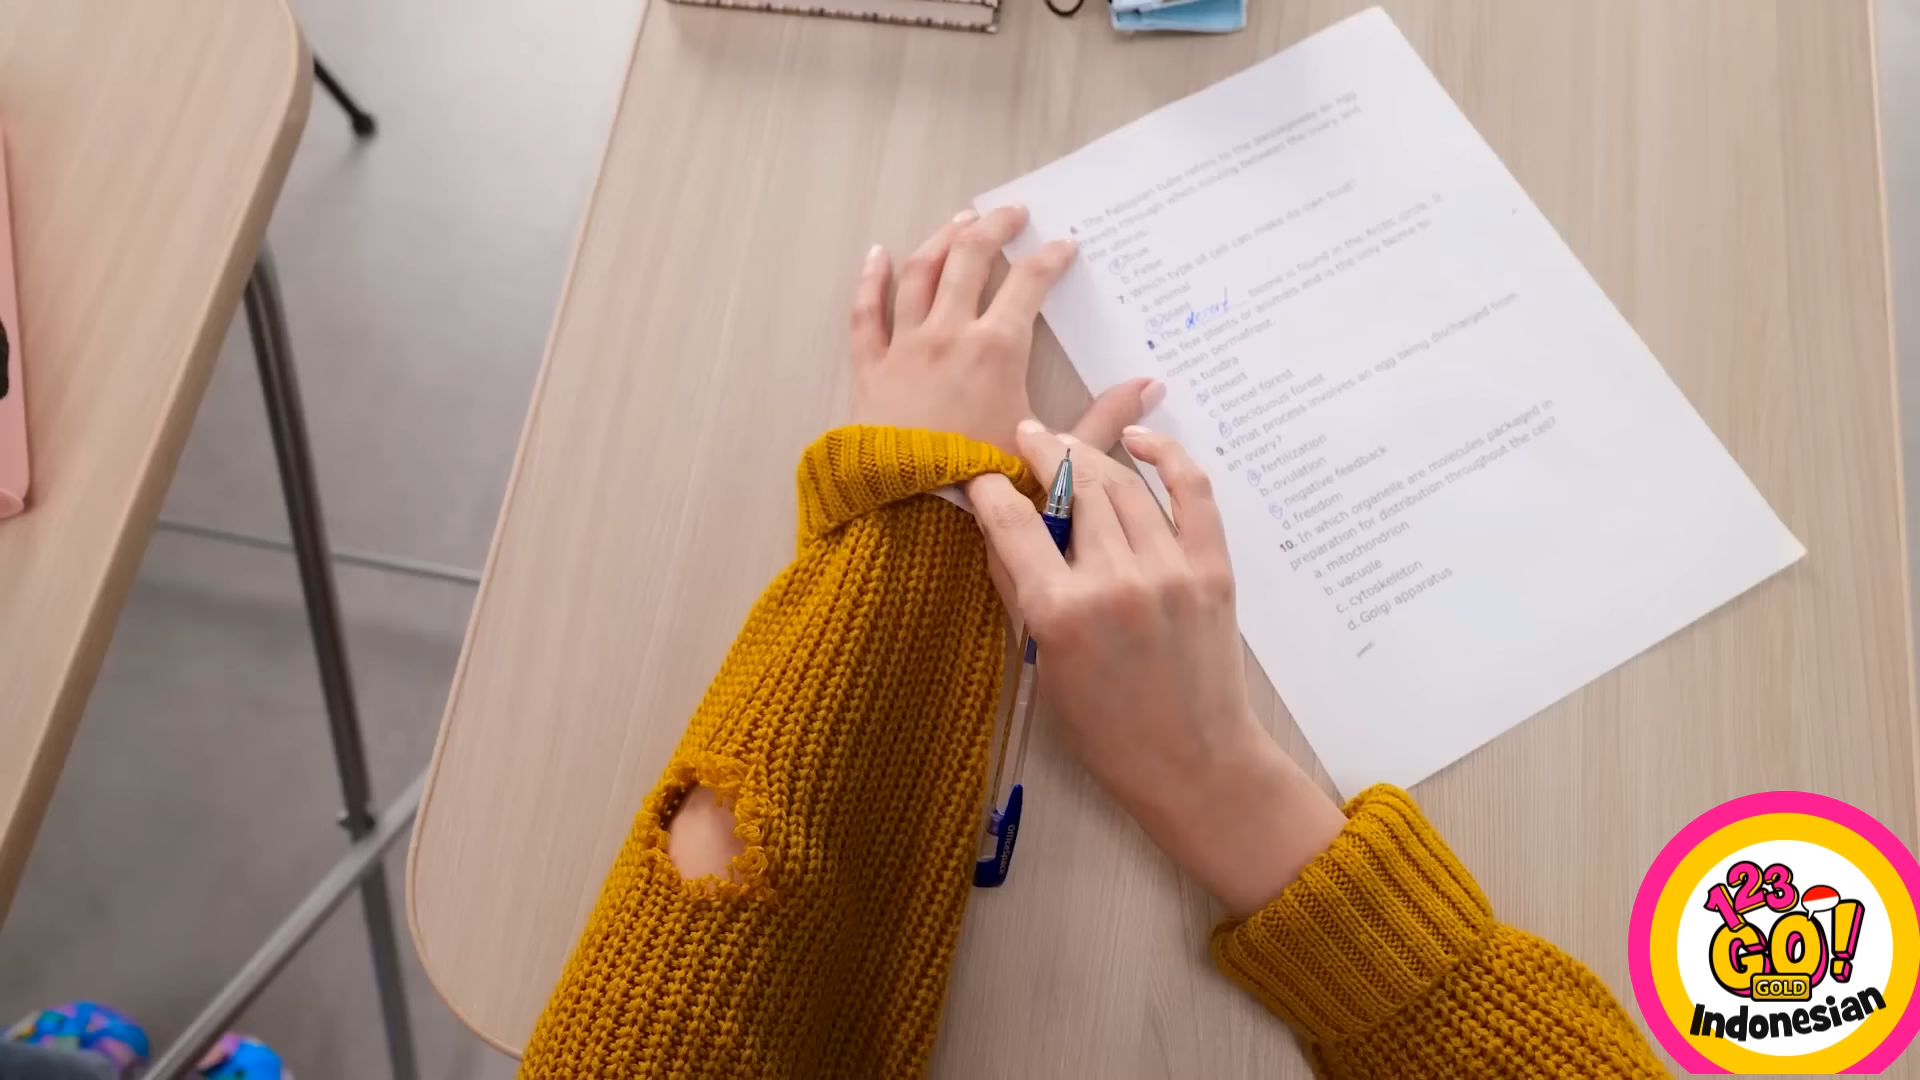 6. The Fallopian tube refers to the passageway an egg
travels through when moving between the ovary and
the uterus.
a. True
b. False
7. Which type of cell can make its own food?
a. animal
b. plant
8. The desert biome is found in the Arctic circle. It
has fear plants or animals and is the only biome to
contain permafrost.
a. tundra
b. desert
c. boreal forest
d. deciduous forest
9. What process involves an egg being discharged from
an ovary?
a. fertilization
b. ovulation
c. negative feedback
d. freedom
10. In which organelle are molecules packaged in
preparation for distribution throughout the cell?
a. mitochondrion
b. vacuole
c. cytoskeleton
d. Golgi apparatus
OfficeSpace
123
GO!
GOLD
Indonesian